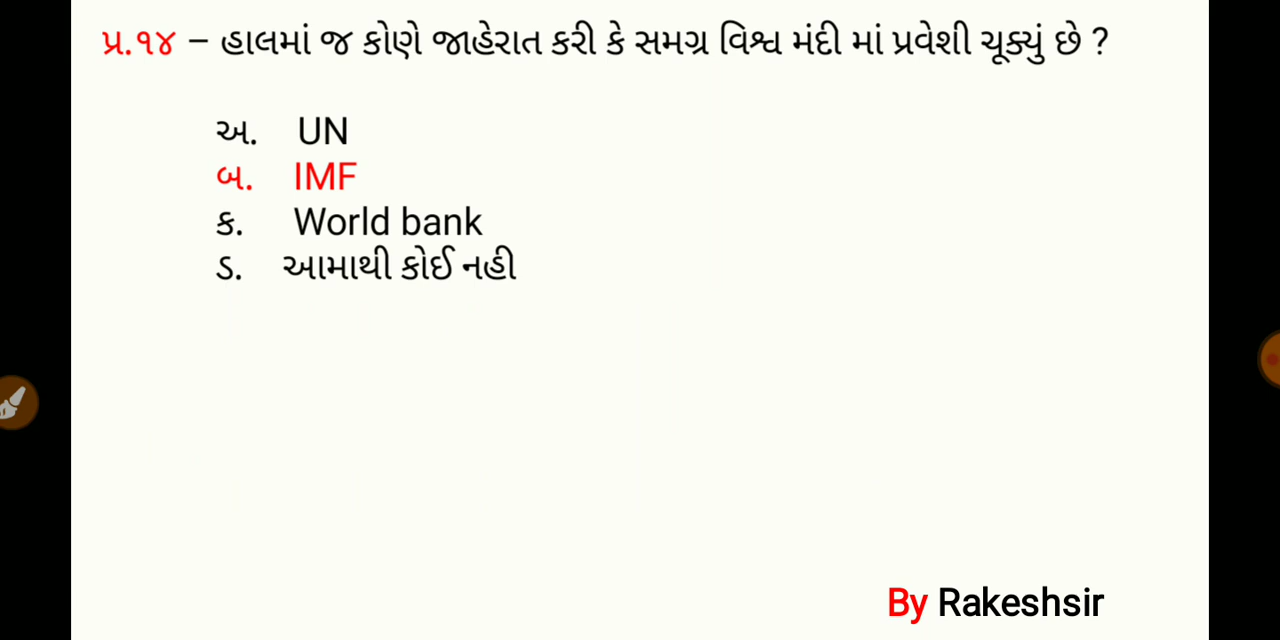 પ્ર.૧૪ – હાલમાં જ કોણે જાહેરાત કરી કે સમગ્ર વિશ્વ મંદી માં પ્રવેશી ચૂક્યું છે ?
અ. UN
બ. IMF
ક. World bank
ડ. આમાથી કોઈ નહી
By Rakeshsir